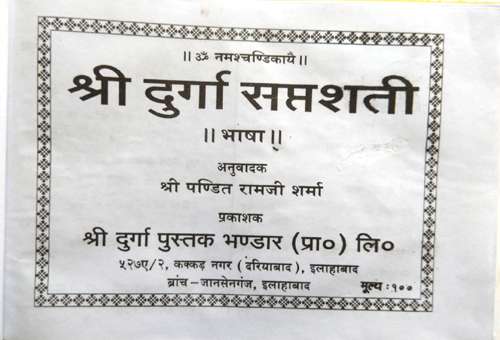 ।।ॐ नमश्चण्डिकायै।।
श्री दुर्गा सप्तशती
।।भाषा।।
अनुवादक
श्री पण्डित रामजी शर्मा
प्रकाशक
श्री दुर्गा पुस्तक भण्डार (प्रा०) लि०
५२७ए/२, कक्कड़ नगर (दरियाबाद), इलाहाबाद
ब्रांच –जानसेनगंज, इलाहाबाद मूल्य :१००